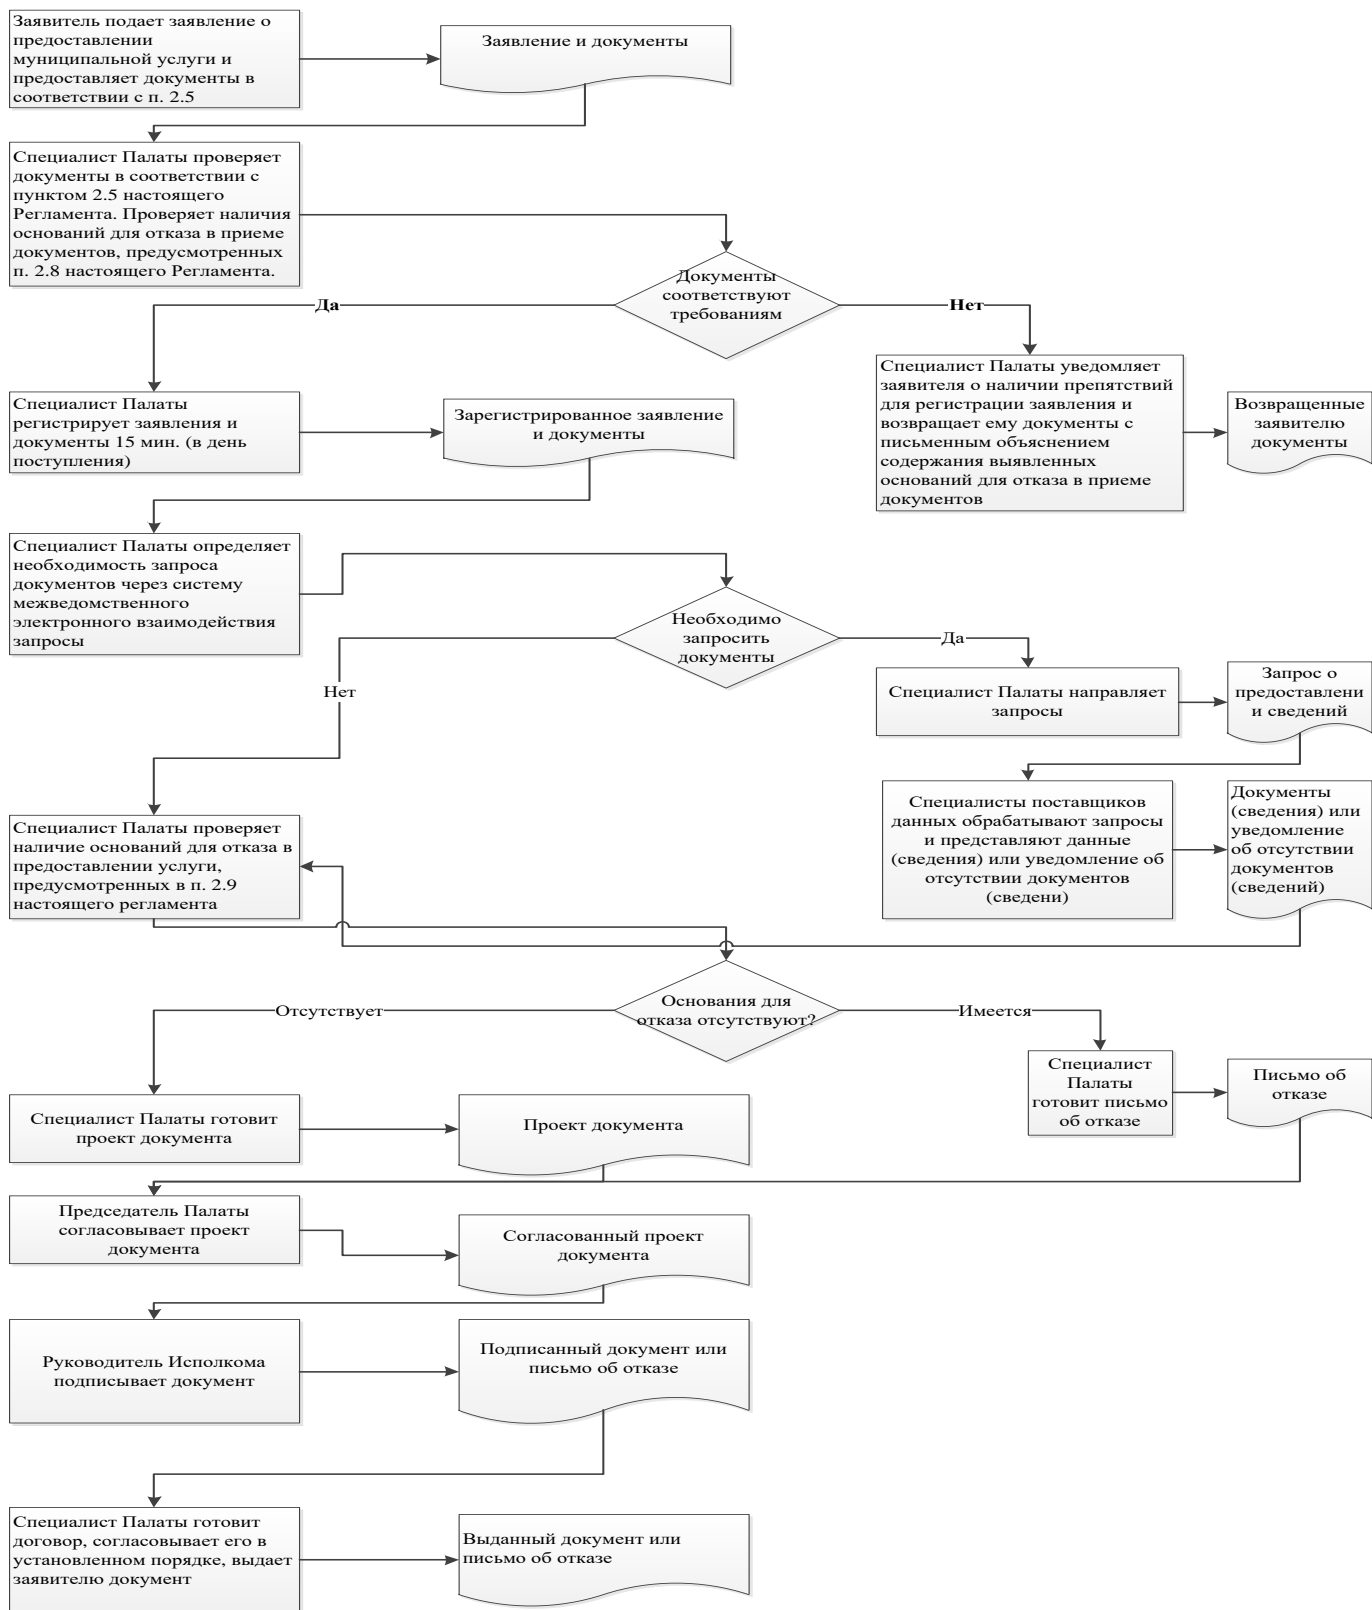 Заявитель подает заявление о
предоставлении
муниципальной услуги и
предоставляет документы в
соответствии с п. 2.5
Заявление и документы
Специалист Палаты проверяет
документы в соответствии с
пунктом 2.5 настоящего
Регламента. Проверяет наличия
оснований для отказа в приеме
документов, предусмотренных
п. 2.8 настоящего Регламента.
Документы
соответствуют
требованиям
Да
Нет
Специалист Палаты
регистрирует заявления и
документы 15 мин. (в день
поступления)
Зарегистрированное заявление
и документы
Специалист Палаты уведомляет
заявителя о наличии препятствий
для регистрации заявления и
возвращает ему документы с
письменным объяснением
содержания выявленных
оснований для отказа в приеме
документов
Возвращенные
заявителю
документы
Специалист Палаты определяет
необходимость запроса
документов через систему
межведомственного
электронного взаимодействия
запросы
Необходимо
запросить
документы
Да
Нет
Специалист Палаты направляет
запросы
Запрос о
предоставлени
и сведений
Специалисты поставщиков
данных обрабатывают запросы
и представляют данные
(сведения) или уведомление об
отсутствии документов
(сведени)
Документы
(сведения) или
уведомление
об отсутствии
документов
(сведений)
Специалист Палаты проверяет
наличие оснований для отказа в
предоставлении услуги,
предусмотренных в п. 2.9
настоящего регламента
Основания для
отказа отсутствуют?
Отсутствует
Имеется
Специалист
Палаты
готовит письмо
об отказе
Письмо об
отказе
Специалист Палаты готовит
проект документа
Проект документа
Председатель Палаты
согласовывает проект
документа
Согласованный проект
документа
Руководитель Исполкома
подписывает документ
Подписанный документ или
письмо об отказе
Специалист Палаты готовит
договор, согласовывает его в
установленном порядке, выдает
заявителю документ
Выданный документ или
письмо об отказе